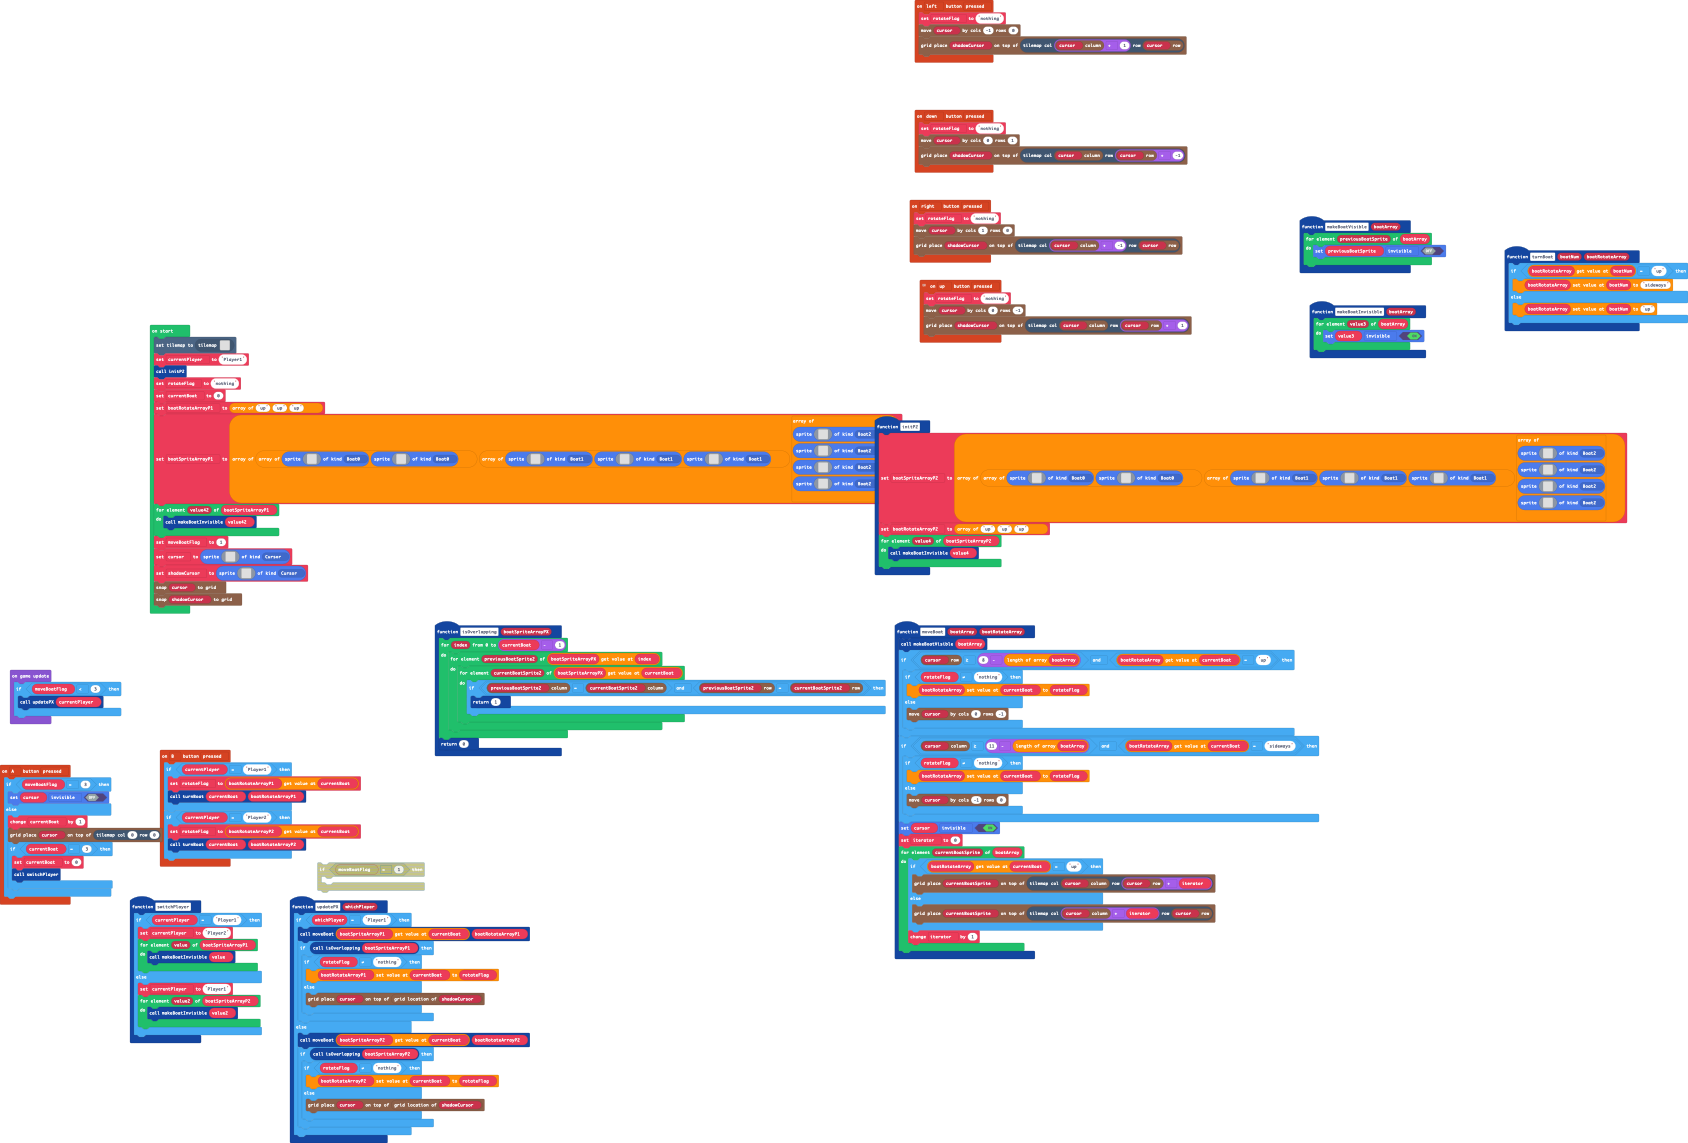 on left button pressed
set rotateFlag to "nothing"
move cursor by cols -1 rows 0
grid place shadowCursor on top of tilemap col cursor column + 1 row cursor row
on down button pressed
set rotateFlag to "nothing"
move cursor by cols 0 rows 1
grid place shadowCursor on top of tilemap col cursor column row cursor row + -1
on right button pressed
set rotateFlag to "nothing"
move cursor by cols 1 rows 0
grid place shadowCursor on top of tilemap col cursor column + -1 row cursor row
on up button pressed
set rotateFlag to "nothing"
move cursor by cols 0 rows -1
grid place shadowCursor on top of tilemap col cursor column row cursor row + 1
function makeBoatVisible boatArray
for element previousBoatSprite of boatArray
do set previousBoatSprite invisible OFF
function makeBoatInvisible boatArray
for element value3 of boatArray
do set value3 invisible ON
function turnBoat boatNum boatRotateArray
if boatRotateArray get value at boatNum = up then
boatRotateArray set value at boatNum to sideways
else
boatRotateArray set value at boatNum to up
on start
set tilemap to tilemap
set currentPlayer to "Player1"
call initP2
set rotateFlag to "nothing"
set currentBoat to 0
set boatRotateArrayP1 to array of up up up
set boatSpriteArrayP1 to array of array of sprite of kind Boat0 sprite of kind Boat0 array of sprite of kind Boat1 sprite of kind Boat1 sprite of kind Boat1 array of
sprite of kind Boat2
sprite of kind Boat2
sprite of kind Boat2
sprite of kind Boat2
for element value42 of boatSpriteArrayP1
do call makeBoatInvisible value42
set moveBoatFlag to 1
set cursor to sprite of kind Cursor
set shadowCursor to sprite of kind Cursor
snap cursor to grid
snap shadowCursor to grid
function initP2
set boatSpriteArrayP2 to array of array of sprite of kind Boat0 sprite of kind Boat0 array of sprite of kind Boat1 sprite of kind Boat1 sprite of kind Boat1 array of
sprite of kind Boat2
sprite of kind Boat2
sprite of kind Boat2
sprite of kind Boat2
set boatRotateArrayP2 to array of up up up
for element value4 of boatSpriteArrayP2
do call makeBoatInvisible value4
function isOverlapping boatSpriteArrayPX
for index from 0 to currentBoat - 1
do for element previousBoatSprite2 of boatSpriteArrayPX get value at index
do for element currentBoatSprite2 of boatSpriteArrayPX get value at currentBoat
do if previousBoatSprite2 column = currentBoatSprite2 column and previousBoatSprite2 row = currentBoatSprite2 row then
return 1
return 0
function moveBoat boatArray boatRotateArray
call makeBoatVisible boatArray
if cursor row ≥ 8 - length of array boatArray and boatRotateArray get value at currentBoat = up then
if rotateFlag ≠ "nothing" then
boatRotateArray set value at currentBoat to rotateFlag
else
move cursor by cols 0 rows -1
if cursor column ≥ 11 - length of array boatArray and boatRotateArray get value at currentBoat = sideways then
if rotateFlag ≠ "nothing" then
boatRotateArray set value at currentBoat to rotateFlag
else
move cursor by cols -1 rows 0
set cursor invisible ON
set iterator to 0
for element currentBoatSprite of boatArray
do if boatRotateArray get value at currentBoat = up then
grid place currentBoatSprite on top of tilemap col cursor column row cursor row + iterator
else
grid place currentBoatSprite on top of tilemap col cursor column + iterator row cursor row
change iterator by 1
on game update
if moveBoatFlag < 3 then
call updatePX currentPlayer
on A button pressed
if moveBoatFlag = 3 then
set cursor invisible OFF
else
change currentBoat by 1
grid place cursor on top of tilemap col 0 row 0
if currentBoat = 3 then
set currentBoat to 0
call switchPlayer
on B button pressed
if currentPlayer = "Player1" then
set rotateFlag to boatRotateArrayP1 get value at currentBoat
call turnBoat currentBoat boatRotateArrayP1
if currentPlayer = "Player2" then
set rotateFlag to boatRotateArrayP2 get value at currentBoat
call turnBoat currentBoat boatRotateArrayP2
if moveBoatFlag = 1 then
function switchPlayer
if currentPlayer = "Player1" then
set currentPlayer to "Player2"
for element value of boatSpriteArrayP1
do call makeBoatInvisible value
else
set currentPlayer to "Player1"
for element value2 of boatSpriteArrayP2
do call makeBoatInvisible value2
function updatePX whichPlayer
if whichPlayer = "Player1" then
call moveBoat boatSpriteArrayP1 get value at currentBoat boatRotateArrayP1
if call isOverlapping boatSpriteArrayP1 then
if rotateFlag ≠ "nothing" then
boatRotateArrayP1 set value at currentBoat to rotateFlag
else
grid place cursor on top of grid location of shadowCursor
else
call moveBoat boatSpriteArrayP2 get value at currentBoat boatRotateArrayP2
if call isOverlapping boatSpriteArrayP2 then
if rotateFlag ≠ "nothing" then
boatRotateArrayP2 set value at currentBoat to rotateFlag
else
grid place cursor on top of grid location of shadowCursor